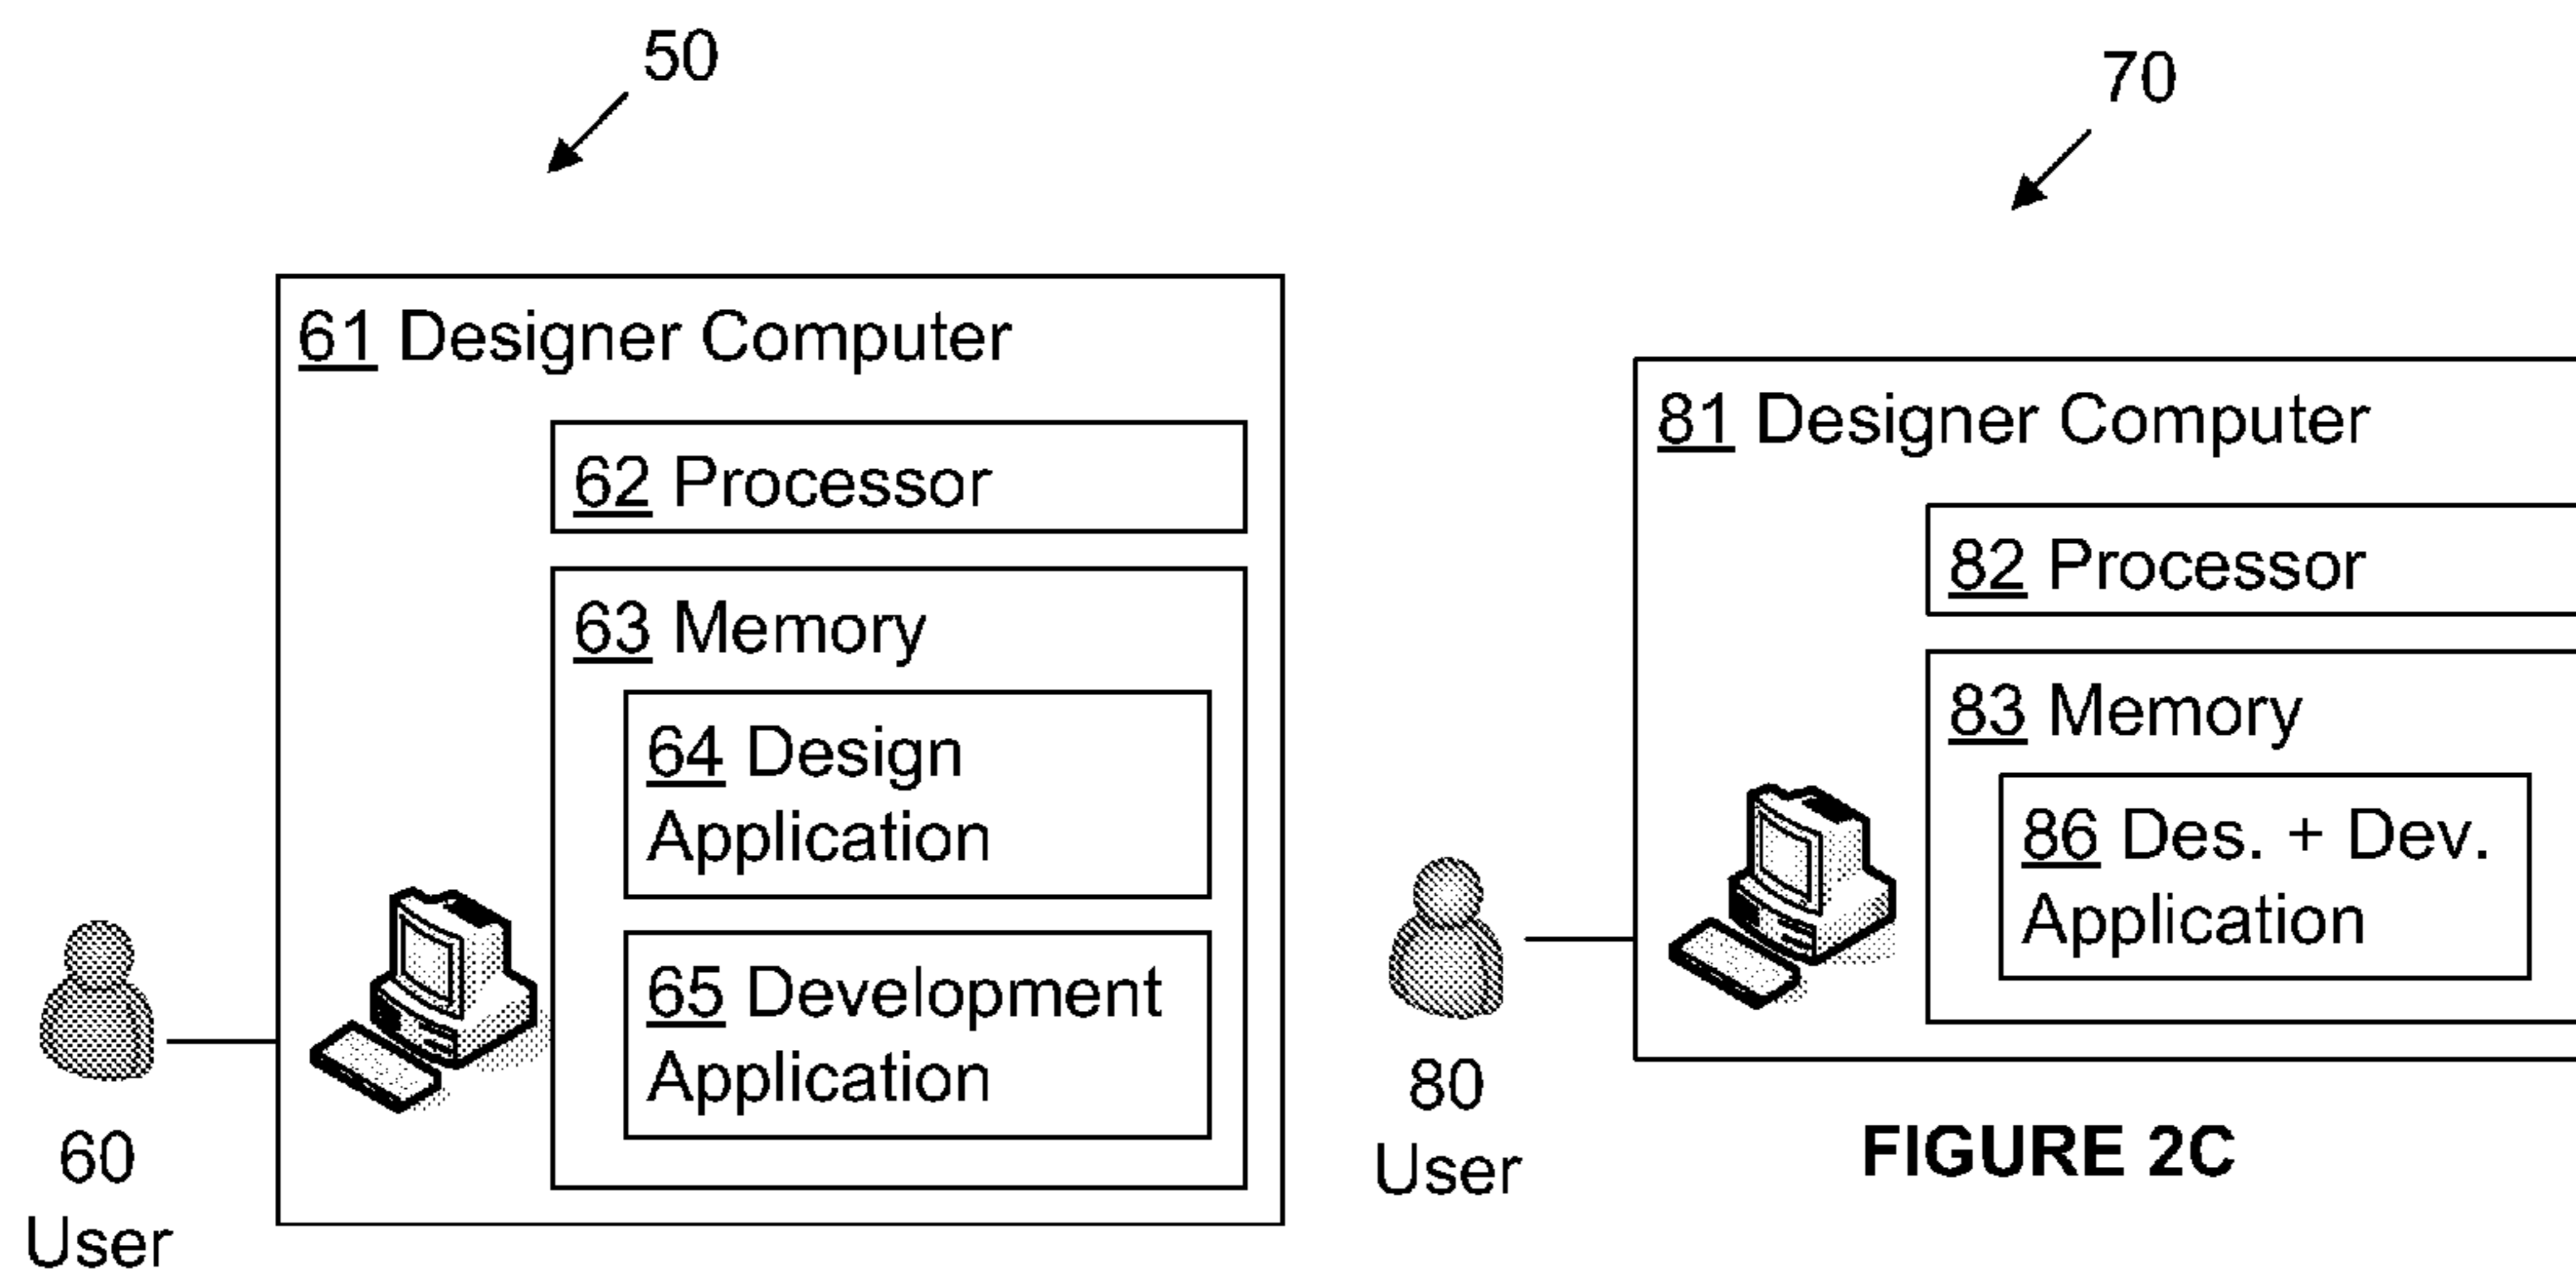 50
61 Designer Computer
62 Processor
63 Memory
64 Design
Application
65 Development
Application
60
User
70
81 Designer Computer
82 Processor
83 Memory
86 Des. + Dev.
Application
80
User
FIGURE 2C